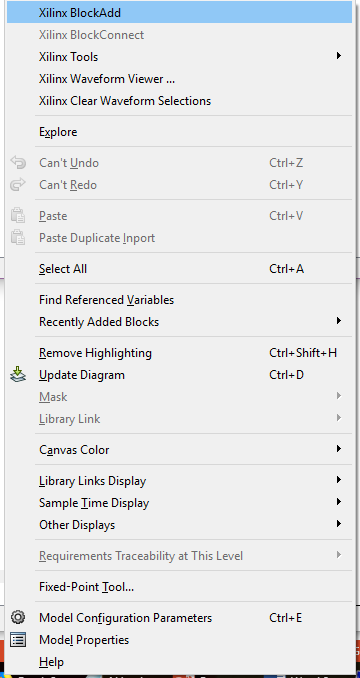 Xilinx BlockAdd
Xilinx BlockConnect
Xilinx Tools
Xilinx Waveform Viewer ...
Xilinx Clear Waveform Selections
Explore
Can't Undo Ctrl+Z
Can't Redo Ctrl+Y
Paste Ctrl+V
Paste Duplicate Inport
Select All Ctrl+A
Find Referenced Variables
Recently Added Blocks
Remove Highlighting Ctrl+Shift+H
Update Diagram Ctrl+D
Mask
Library Link
Canvas Color
Library Links Display
Sample Time Display
Other Displays
Requirements Traceability at This Level
Fixed-Point Tool...
Model Configuration Parameters Ctrl+E
Model Properties
Help